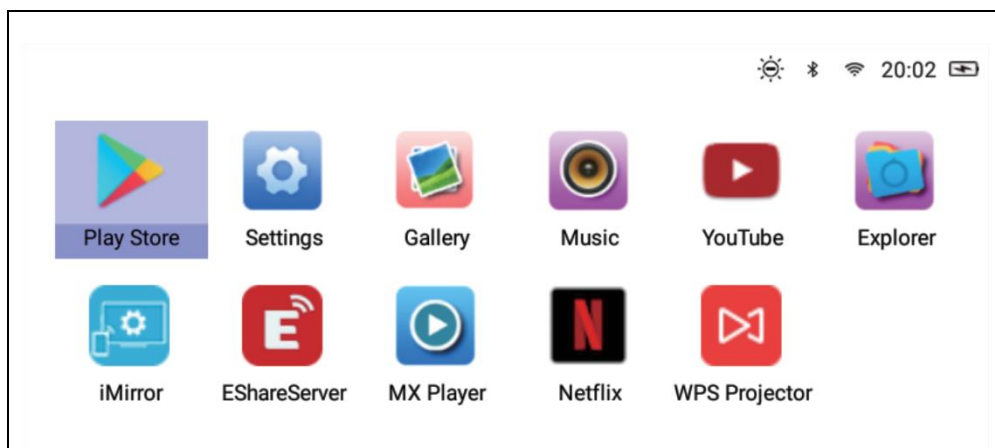 20:02
Play Store Settings Gallery Music YouTube Explorer
E
N
iMirror EShareServer MX Player Netflix WPS Projector